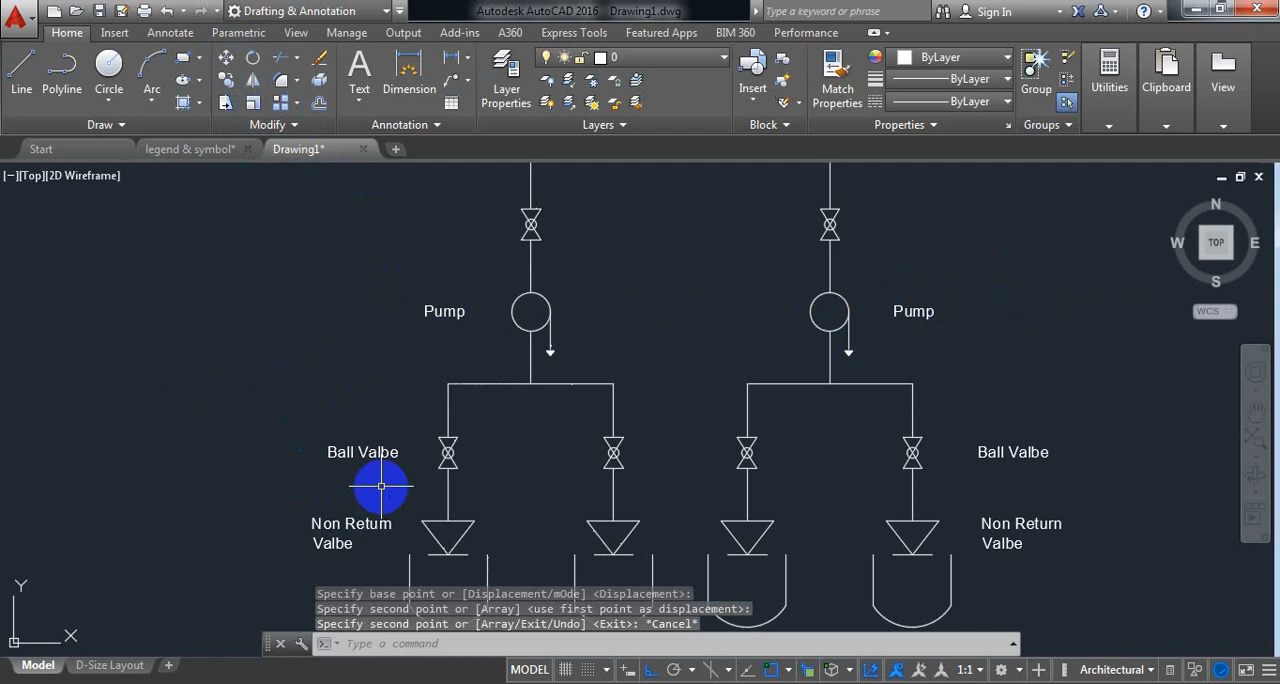 Drafting & Annotation
Autodesk AutoCAD 2016 Drawing1.dwg
Type a keyword or phrase
Sign In
Home Insert Annotate Parametric View Manage Output Add-ins A360 Express Tools Featured Apps BIM 360 Performance
Line Polyline Circle Arc
Draw
Modify
Text Dimension
Annotation
Layer Properties
0
Layers
Insert
Block
Match Properties
ByLayer
ByLayer
ByLayer
Properties
Group
Groups
Utilities
Clipboard
View
Start legend & symbol* Drawing1*
[−][Top][2D Wireframe]
N
W TOP E
S
WCS
Pump Pump
Ball Valbe Ball Valbe
Non Return Non Return
Valbe Valbe
Specify base point or [Displacement/mOde] <Displacement>:
Specify second point or [Array] <use first point as displacement>:
Specify second point or [Array/Exit/Undo] <Exit>: *Cancel*
Type a command
Y
X
Model D-Size Layout
MODEL 1:1 Architectural